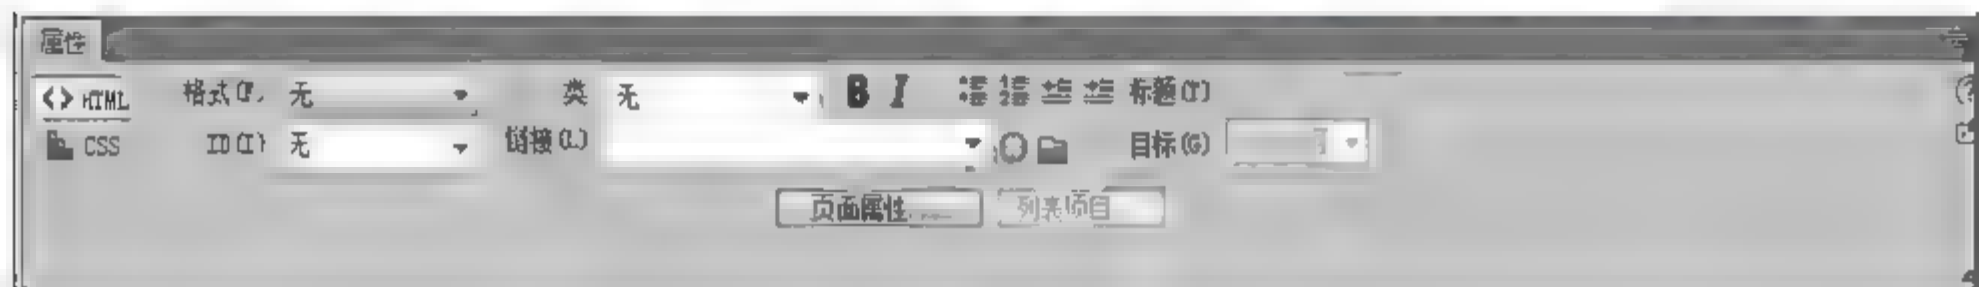 属性
<> HTML 格式(F) 无 类 无 B I 标题(T)
CSS ID(I) 无 链接(L) 目标(G)
页面属性... 列表项目